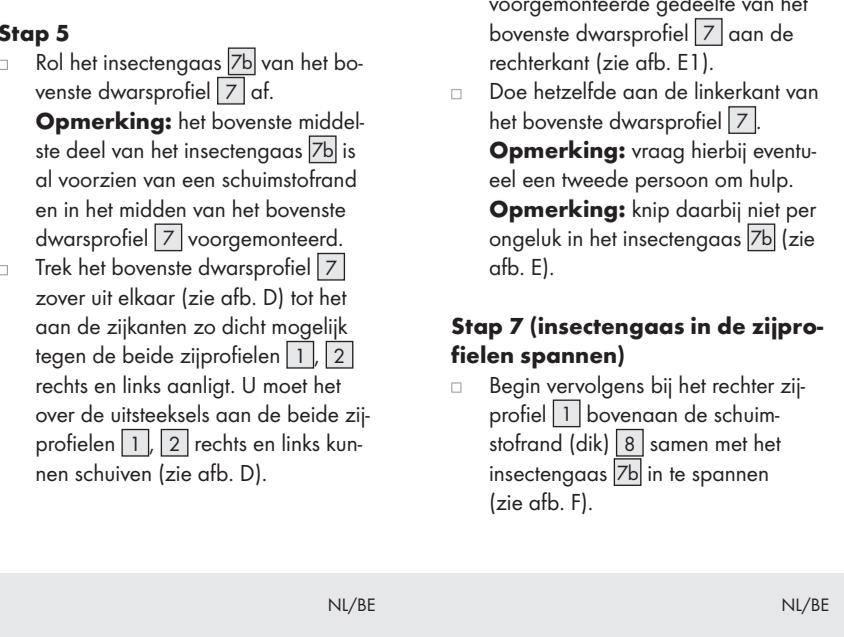 Stap 5
□ Rol het insectengaas 7b van het bo-
venste dwarsprofiel 7 af.
Opmerking: het bovenste middel-
ste deel van het insectengaas 7b is
al voorzien van een schuimstofrand
en in het midden van het bovenste
dwarsprofiel 7 voorgemonteerd.
□ Trek het bovenste dwarsprofiel 7
zover uit elkaar (zie afb. D) tot het
aan de zijkanten zo dicht mogelijk
tegen de beide zijprofielen 1, 2
rechts en links aanligt. U moet het
over de uitsteeksels aan de beide zij-
profielen 1, 2 rechts en links kun-
nen schuiven (zie afb. D).
voorgemonteerde gedeelte van het
bovenste dwarsprofiel 7 aan de
rechterkant (zie afb. E1).
□ Doe hetzelfde aan de linkerkant van
het bovenste dwarsprofiel 7.
Opmerking: vraag hierbij eventu-
eel een tweede persoon om hulp.
Opmerking: knip daarbij niet per
ongeluk in het insectengaas 7b (zie
afb. E).
Stap 7 (insectengaas in de zijpro-
fielen spannen)
□ Begin vervolgens bij het rechter zij-
profiel 1 bovenaan de schuim-
stofrand (dik) 8 samen met het
insectengaas 7b in te spannen
(zie afb. F).
NL/BE
NL/BE